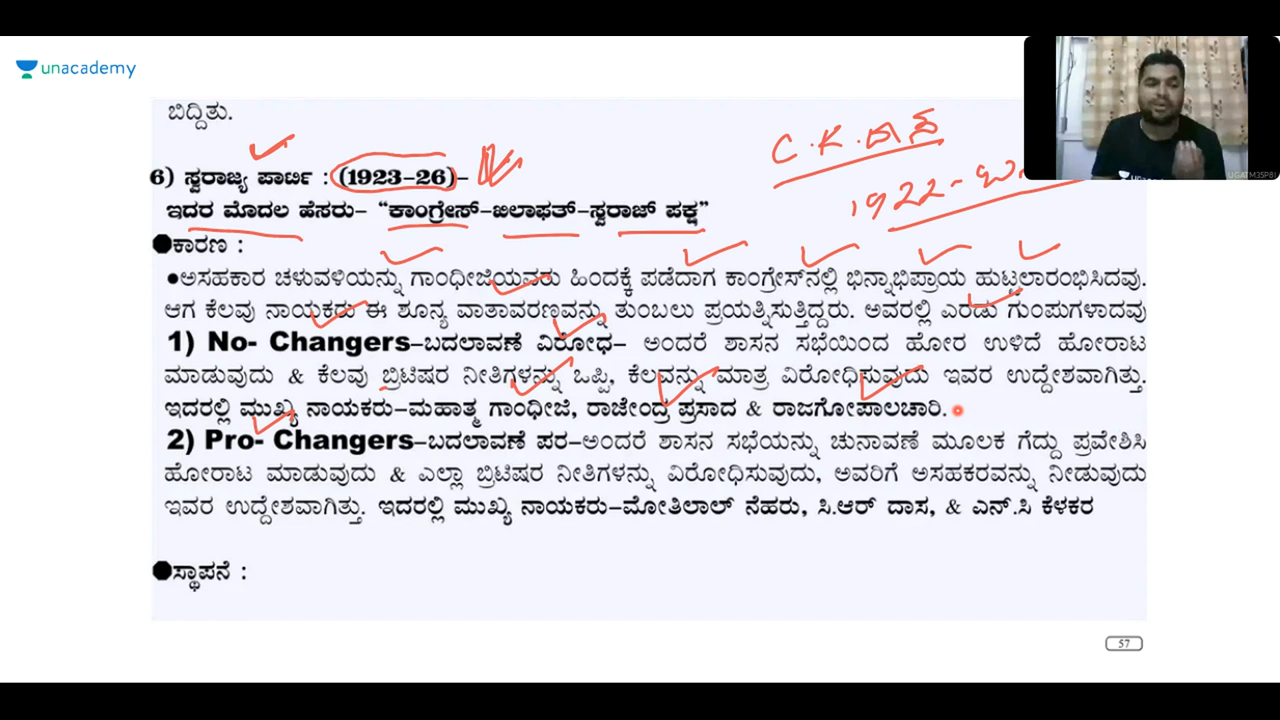 unacademy
ಬಿದ್ದಿತು.
C.K.ದಾಸ
6) ಸ್ವರಾಜ್ಯ ಪಾರ್ಟಿ : (1923-26)-
1922-
UGATM35P8I
ಇದರ ಮೊದಲ ಹೆಸರು- “ಕಾಂಗ್ರೇಸ್-ಖಿಲಾಫತ್-ಸ್ವರಾಜ್ ಪಕ್ಷ”
ಕಾರಣ :
•ಅಸಹಕಾರ ಚಳುವಳಿಯನ್ನು ಗಾಂಧೀಜಿಯವರು ಹಿಂದಕ್ಕೆ ಪಡೆದಾಗ ಕಾಂಗ್ರೇಸ್‌ನಲ್ಲಿ ಭಿನ್ನಾಭಿಪ್ರಾಯ ಹುಟ್ಟಲಾರಂಭಿಸಿದವು.
ಆಗ ಕೆಲವು ನಾಯಕರು ಈ ಶೂನ್ಯ ವಾತಾವರಣವನ್ನು ತುಂಬಲು ಪ್ರಯತ್ನಿಸುತ್ತಿದ್ದರು. ಅವರಲ್ಲಿ ಎರಡು ಗುಂಪುಗಳಾದವು
1) No- Changers-ಬದಲಾವಣೆ ವಿರೋಧ- ಅಂದರೆ ಶಾಸನ ಸಭೆಯಿಂದ ಹೋರ ಉಳಿದೆ ಹೋರಾಟ
ಮಾಡುವುದು & ಕೆಲವು ಬ್ರಿಟಿಷರ ನೀತಿಗಳನ್ನು ಒಪ್ಪಿ, ಕೆಲವನ್ನು ಮಾತ್ರ ವಿರೋಧಿಸುವುದು ಇವರ ಉದ್ದೇಶವಾಗಿತ್ತು.
ಇದರಲ್ಲಿ ಮುಖ್ಯ ನಾಯಕರು-ಮಹಾತ್ಮ ಗಾಂಧೀಜಿ, ರಾಜೇಂದ್ರ ಪ್ರಸಾದ & ರಾಜಗೋಪಾಲಚಾರಿ.
2) Pro- Changers-ಬದಲಾವಣೆ ಪರ-ಅಂದರೆ ಶಾಸನ ಸಭೆಯನ್ನು ಚುನಾವಣೆ ಮೂಲಕ ಗೆದ್ದು ಪ್ರವೇಶಿಸಿ
ಹೋರಾಟ ಮಾಡುವುದು & ಎಲ್ಲಾ ಬ್ರಿಟಿಷರ ನೀತಿಗಳನ್ನು ವಿರೋಧಿಸುವುದು, ಅವರಿಗೆ ಅಸಹಕರವನ್ನು ನೀಡುವುದು
ಇವರ ಉದ್ದೇಶವಾಗಿತ್ತು. ಇದರಲ್ಲಿ ಮುಖ್ಯ ನಾಯಕರು-ಮೋತಿಲಾಲ್ ನೆಹರು, ಸಿ.ಆರ್ ದಾಸ, & ಎನ್.ಸಿ ಕೆಳಕರ
ಸ್ಥಾಪನೆ :
57